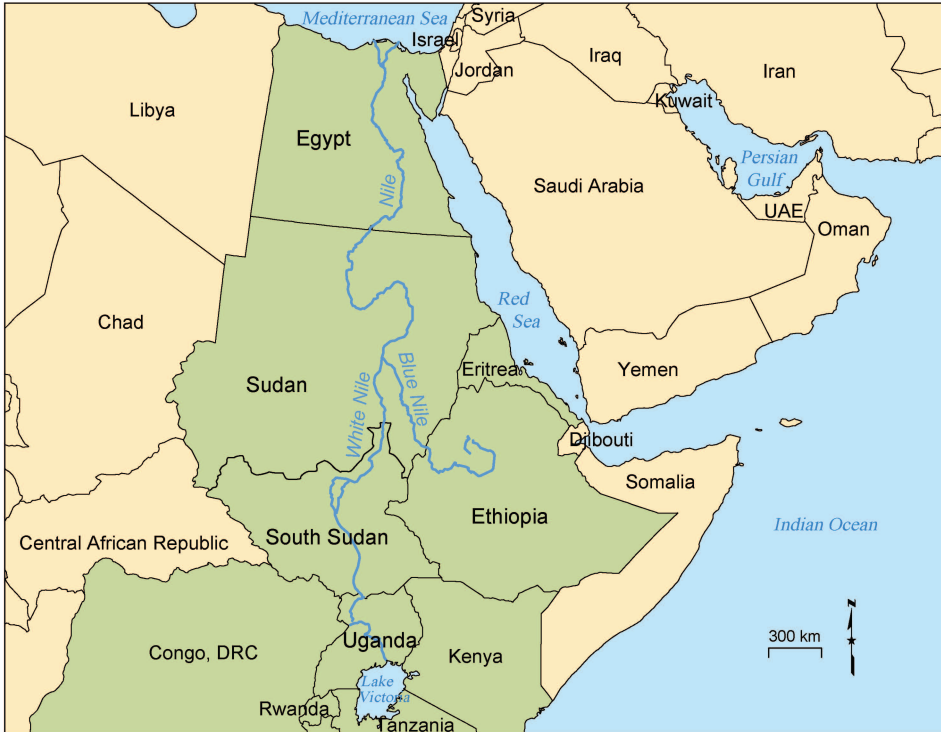 Mediterranean Sea
Syria
Israel
Jordan
Iraq
Iran
Kuwait
Libya
Egypt
Persian
Gulf
Nile
Saudi Arabia
UAE
Oman
Red
Sea
Chad
Sudan
White Nile
Blue Nile
Eritrea
Yemen
Djibouti
Somalia
Ethiopia
Indian Ocean
Central African Republic
South Sudan
Congo, DRC
Uganda
Kenya
N
300 km
Lake
Victoria
Rwanda
Tanzania